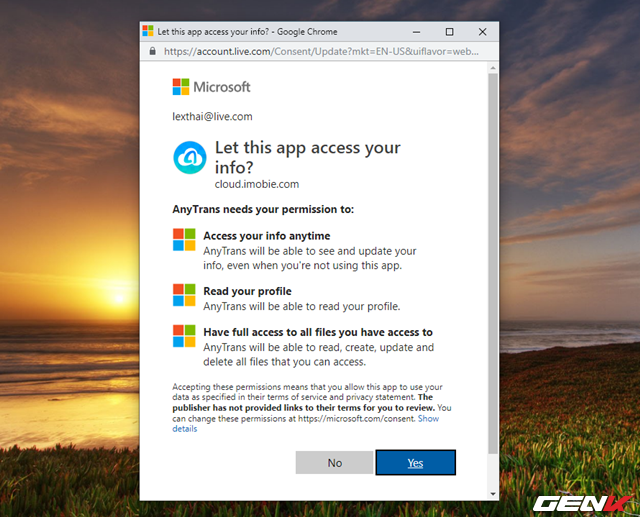 Let this app access your info? - Google Chrome
https://account.live.com/Consent/Update?mkt=EN-US&uiflavor=web...
Microsoft
lexthai@live.com
Let this app access your
info?
cloud.imobie.com
AnyTrans needs your permission to:
Access your info anytime
AnyTrans will be able to see and update your
info, even when you're not using this app.
Read your profile
AnyTrans will be able to read your profile.
Have full access to all files you have access to
AnyTrans will be able to read, create, update and
delete all files that you can access.
Accepting these permissions means that you allow this app to use your
data as specified in their terms of service and privacy statement. The
publisher has not provided links to their terms for you to review. You
can change these permissions at https://microsoft.com/consent. Show
details
No
Yes
GENK